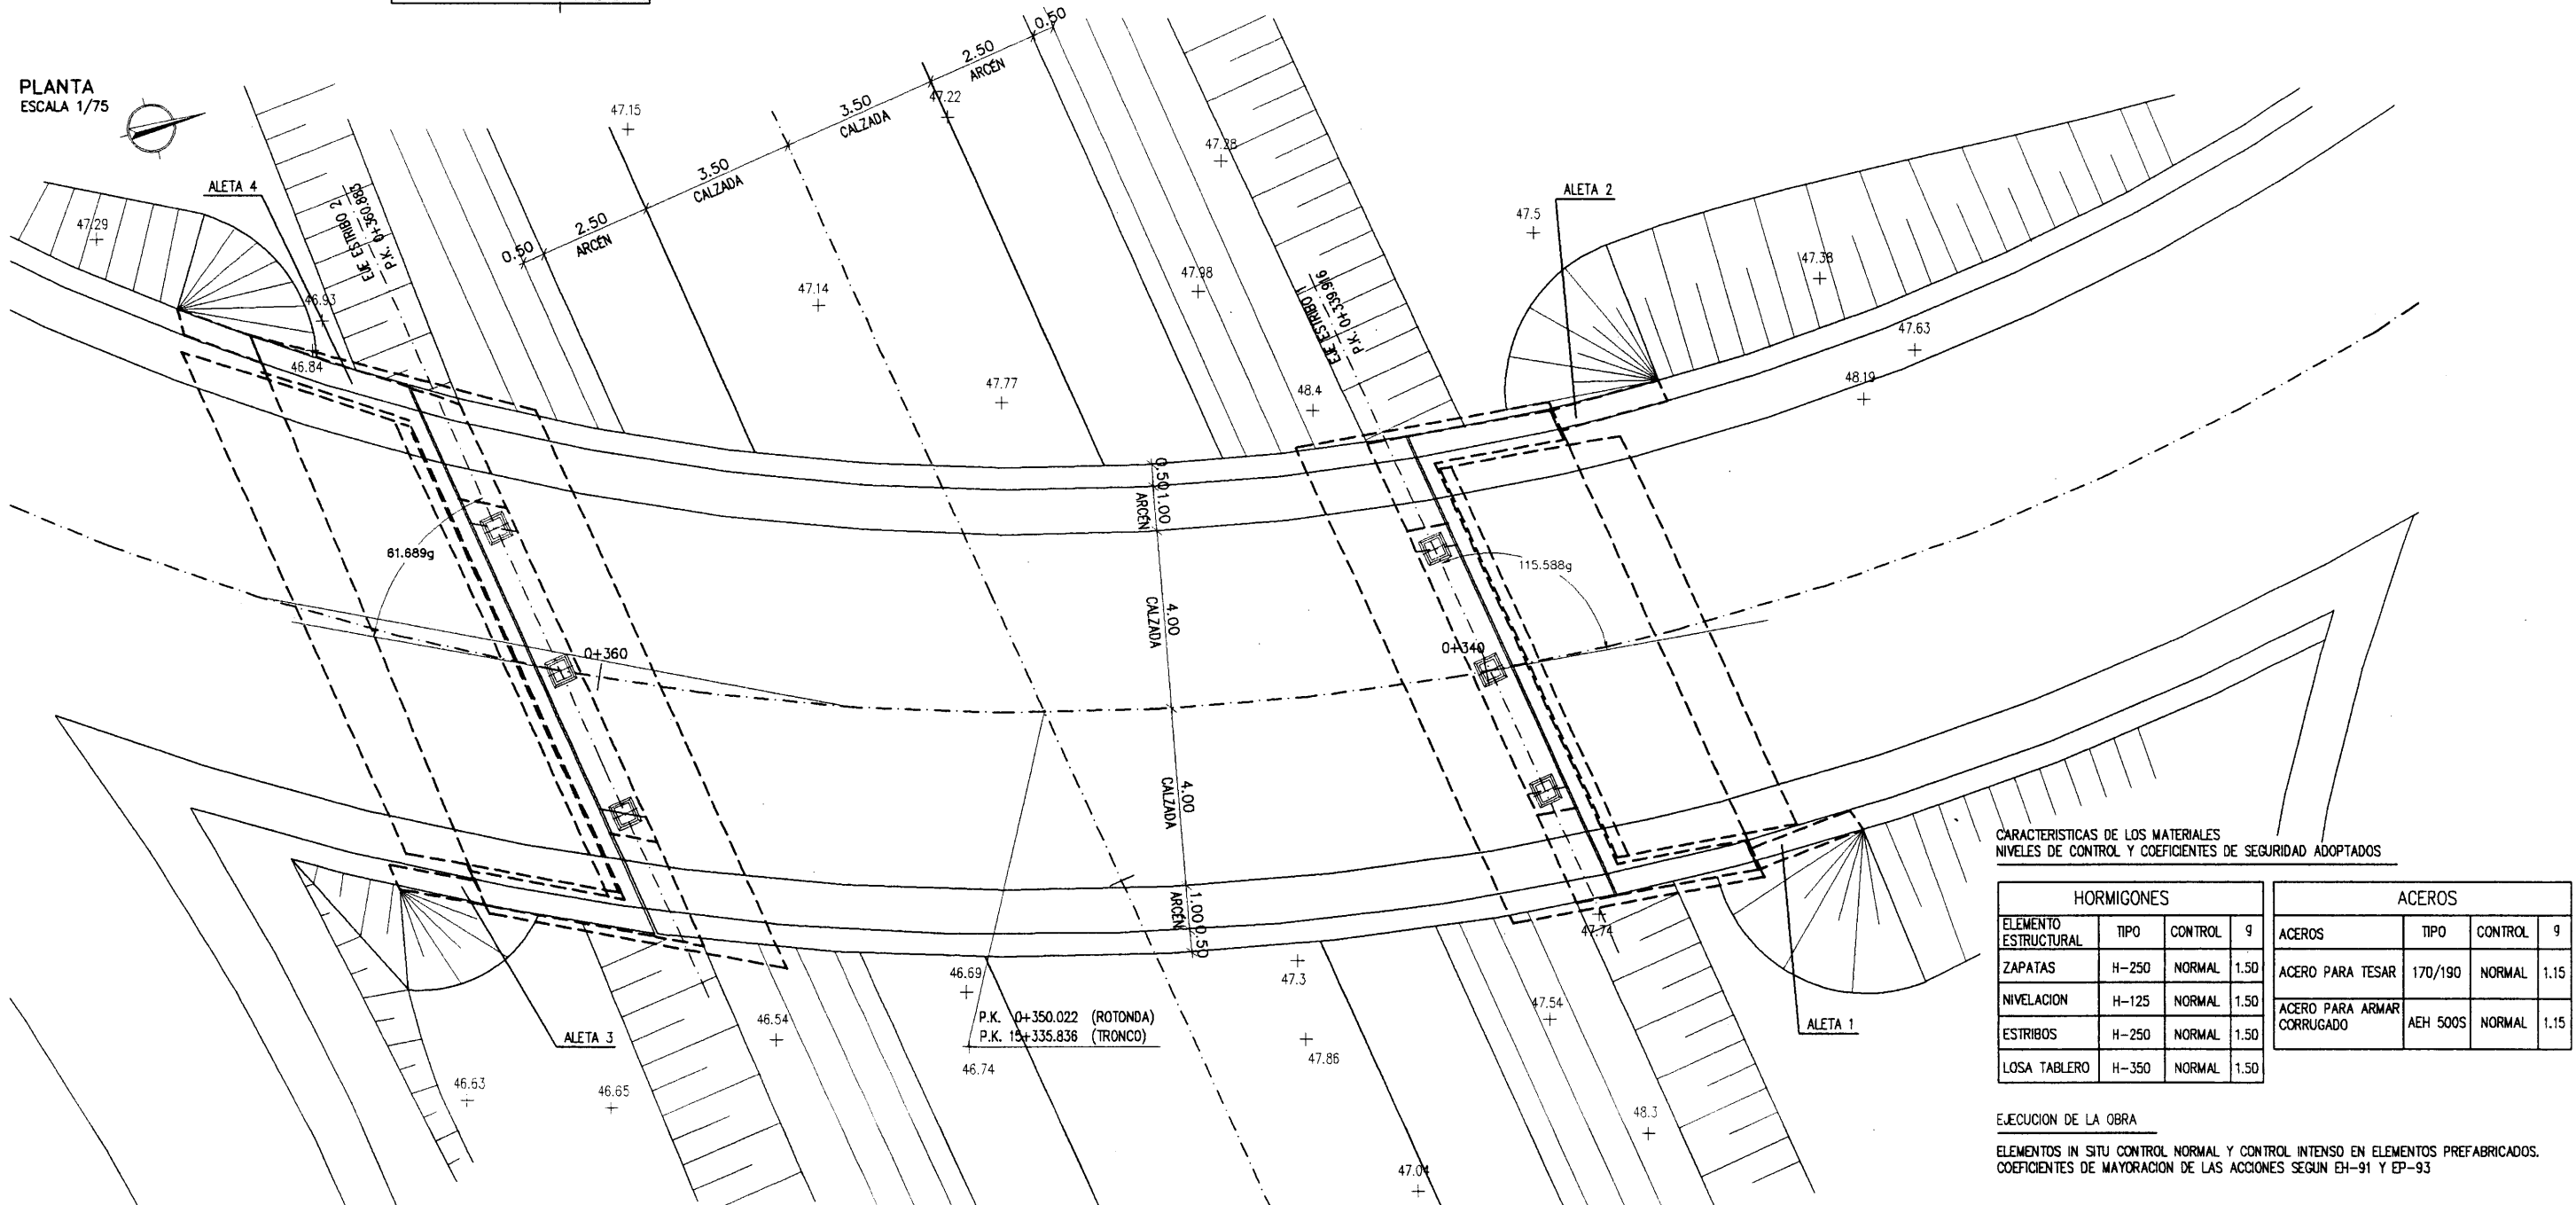 PLANTA
ESCALA 1/75
0.50
2.50
ARCÉN
3.50
CALZADA
3.50
CALZADA
2.50
ARCÉN
0.50
47.15
47.22
47.28
47.29
46.93
46.84
47.14
47.77
47.98
48.4
47.5
47.38
47.63
48.19
ALETA 4
ALETA 2
EJE ESTRIBO 2
P.K. 0+360.883
EJE ESTRIBO 1
P.K. 0+339.916
0.50
1.00
ARCÉN
4.00
CALZADA
4.00
CALZADA
1.00
ARCÉN
0.50
61.689g
115.588g
0+360
0+340
46.69
46.74
46.54
46.63
46.65
47.3
47.86
47.74
47.54
48.3
47.04
P.K. 0+350.022 (ROTONDA)
P.K. 15+335.836 (TRONCO)
ALETA 3
ALETA 1
CARACTERISTICAS DE LOS MATERIALES
NIVELES DE CONTROL Y COEFICIENTES DE SEGURIDAD ADOPTADOS
HORMIGONES
ELEMENTO ESTRUCTURAL TIPO CONTROL g
ZAPATAS H-250 NORMAL 1.50
NIVELACION H-125 NORMAL 1.50
ESTRIBOS H-250 NORMAL 1.50
LOSA TABLERO H-350 NORMAL 1.50
ACEROS
ACEROS TIPO CONTROL g
ACERO PARA TESAR 170/190 NORMAL 1.15
ACERO PARA ARMAR CORRUGADO AEH 500S NORMAL 1.15
EJECUCION DE LA OBRA
ELEMENTOS IN SITU CONTROL NORMAL Y CONTROL INTENSO EN ELEMENTOS PREFABRICADOS.
COEFICIENTES DE MAYORACION DE LAS ACCIONES SEGUN EH-91 Y EP-93